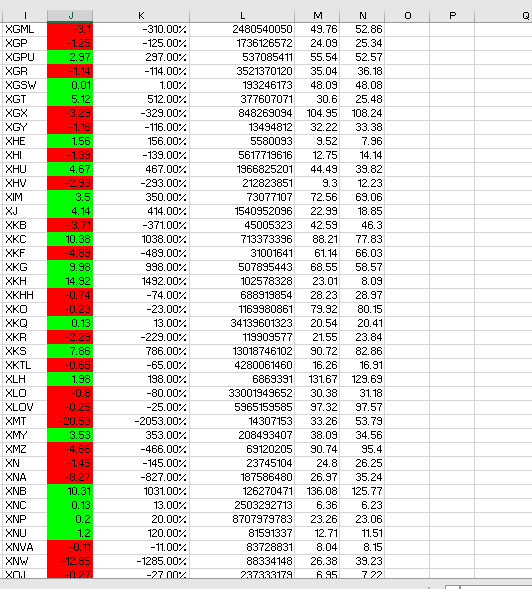 I J K L M N O P Q
XGML -3.1 -310.00% 2480540050 49.76 52.86
XGP -1.25 -125.00% 1736126572 24.09 25.34
XGPU 2.97 297.00% 537085411 55.54 52.57
XGR -1.14 -114.00% 3521370120 35.04 36.18
XGSW 0.01 1.00% 193246173 48.09 48.08
XGT 5.12 512.00% 377607071 30.6 25.48
XGX -3.29 -329.00% 848269094 104.95 108.24
XGY -1.16 -116.00% 13494812 32.22 33.38
XHE 1.56 156.00% 5580093 9.52 7.96
XHI -1.39 -139.00% 5617719616 12.75 14.14
XHU 4.67 467.00% 1966825201 44.49 39.82
XHV -2.93 -293.00% 212823851 9.3 12.23
XIM 3.5 350.00% 73077107 72.56 69.06
XJ 4.14 414.00% 1540952096 22.99 18.85
XKB -3.71 -371.00% 45005323 42.59 46.3
XKC 10.38 1038.00% 713373396 88.21 77.83
XKF -4.89 -489.00% 31001641 61.14 66.03
XKG 9.98 998.00% 507895443 68.55 58.57
XKH 14.92 1492.00% 102578328 23.01 8.09
XKHH -0.74 -74.00% 688919854 28.23 28.97
XKO -0.23 -23.00% 1169980861 79.92 80.15
XKQ 0.13 13.00% 34139601323 20.54 20.41
XKR -2.29 -229.00% 119909577 21.55 23.84
XKS 7.86 786.00% 13018746102 90.72 82.86
XKTL -0.65 -65.00% 4280061460 16.26 16.91
XLH 1.98 198.00% 6869391 131.67 129.69
XLO -0.8 -80.00% 33001949652 30.38 31.18
XLOV -0.25 -25.00% 5965159585 97.32 97.57
XMT -20.53 -2053.00% 14307153 33.26 53.79
XMY 3.53 353.00% 208493407 38.09 34.56
XMZ -4.66 -466.00% 69120205 90.74 95.4
XN -1.45 -145.00% 23745104 24.8 26.25
XNA -8.27 -827.00% 187586480 26.97 35.24
XNB 10.31 1031.00% 126270471 136.08 125.77
XNC 0.13 13.00% 2503292713 6.36 6.23
XNP 0.2 20.00% 8707979783 23.26 23.06
XNU 1.2 120.00% 81591337 12.71 11.51
XNVA -0.11 -11.00% 83728831 8.04 8.15
XNW -12.85 -1285.00% 88334148 26.38 39.23
XOJ -0.27 -27.00% 237333179 6.95 7.22